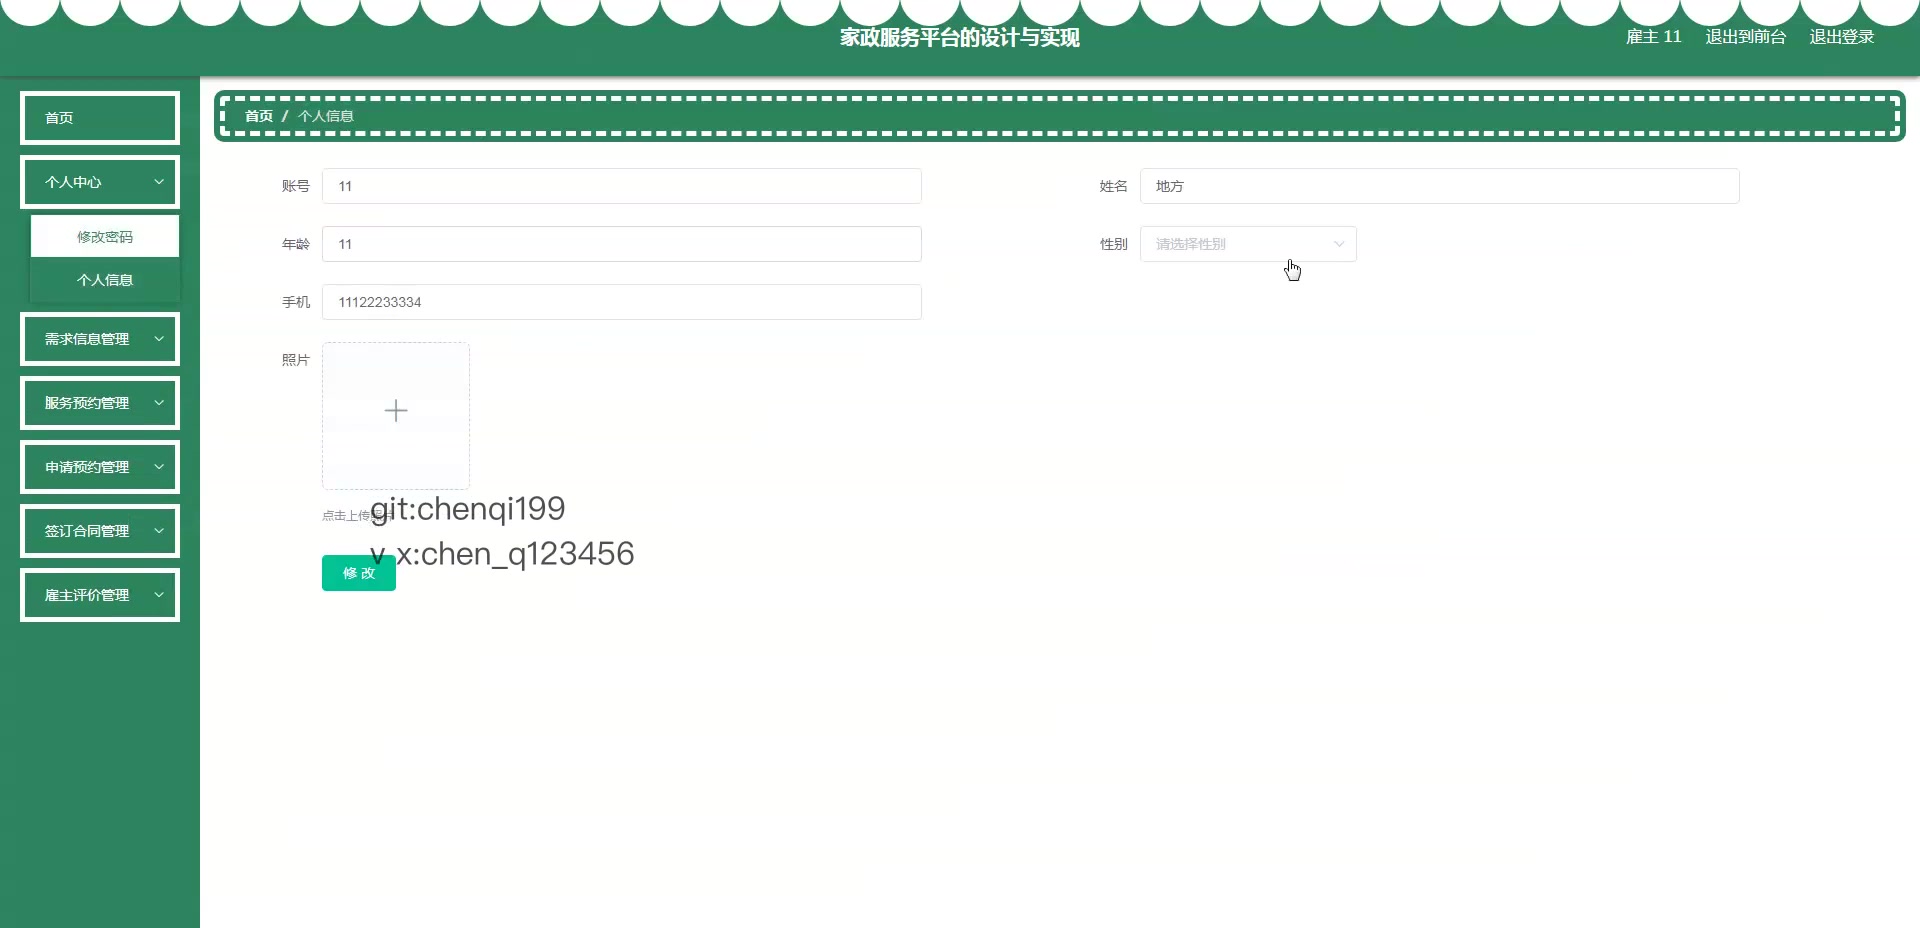 家政服务平台的设计与实现
雇主 11 退出到前台 退出登录
首页
个人中心
修改密码
个人信息
需求信息管理
服务预约管理
申请预约管理
签订合同管理
雇主评价管理
首页 / 个人信息
账号 11
姓名 地方
年龄 11
性别 请选择性别
手机 11122233334
照片
点击上传照片
git:chenqi199
v x:chen_q123456
修 改